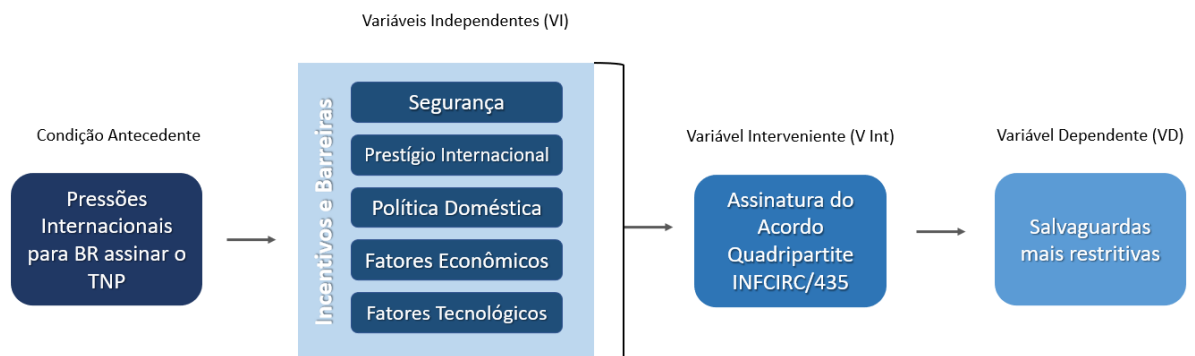 Variáveis Independentes (VI)
Condição Antecedente
Pressões
Internacionais
para BR assinar o
TNP
Incentivos e Barreiras
Segurança
Prestígio Internacional
Política Doméstica
Fatores Econômicos
Fatores Tecnológicos
Variável Interveniente (V Int)
Assinatura do
Acordo
Quadripartite
INFCIRC/435
Variável Dependente (VD)
Salvaguardas
mais restritivas